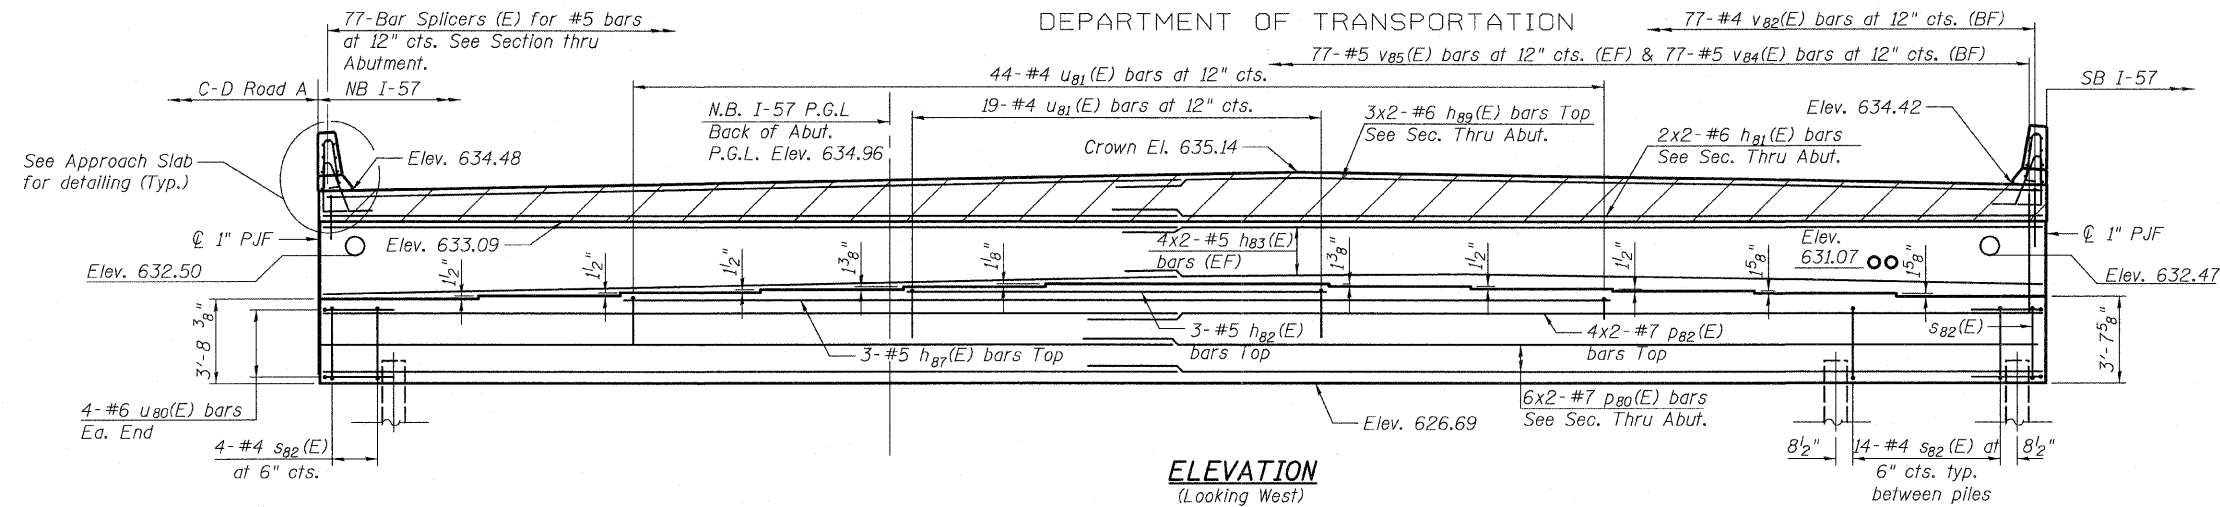 DEPARTMENT OF TRANSPORTATION
77-Bar Splicers (E) for #5 bars
at 12" cts. See Section thru
Abutment.
77-#4 v82(E) bars at 12" cts. (BF)
77-#5 v85(E) bars at 12" cts. (EF) & 77-#5 v84(E) bars at 12" cts. (BF)
44-#4 u81(E) bars at 12" cts.
C-D Road A
NB I-57
SB I-57
N.B. I-57 P.G.L
Back of Abut.
P.G.L. Elev. 634.96
19-#4 u81(E) bars at 12" cts.
3x2-#6 h89(E) bars Top
See Sec. Thru Abut.
Elev. 634.42
2x2-#6 h81(E) bars
See Sec. Thru Abut.
See Approach Slab
for detailing (Typ.)
Elev. 634.48
Crown El. 635.14
℄ 1" PJF
Elev. 633.09
4x2-#5 h83(E)
bars (EF)
Elev.
631.07
℄ 1" PJF
Elev. 632.50
Elev. 632.47
1½"
1½"
1½"
1⅜"
1⅛"
1⅜"
1½"
1½"
1⅝"
1⅝"
3'-8 ⅜"
3-#5 h87(E) bars Top
3-#5 h82(E)
bars Top
4x2-#7 p82(E)
bars Top
s82(E)
3'-7⅝"
4-#6 u80(E) bars
Ea. End
6x2-#7 p80(E) bars
See Sec. Thru Abut.
Elev. 626.69
4-#4 s82(E)
at 6" cts.
8½"
14-#4 s82(E) at
6" cts. typ.
between piles
8½"
ELEVATION
(Looking West)